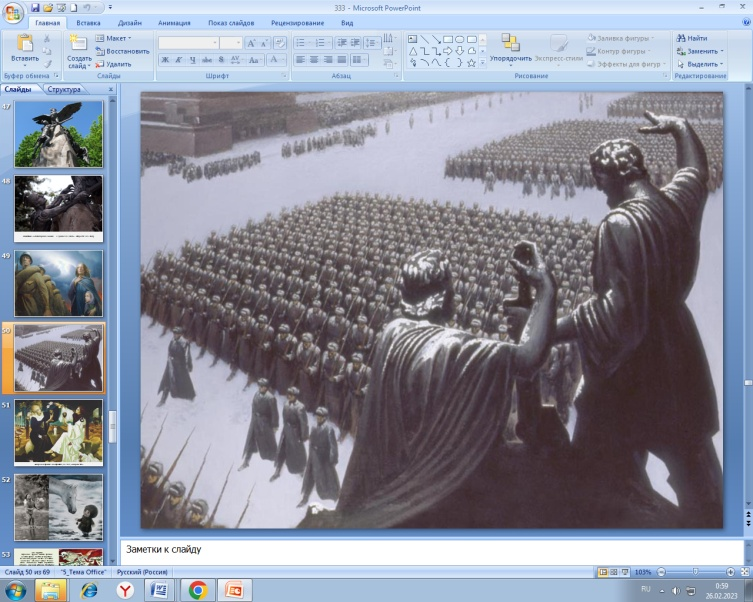 333 - Microsoft PowerPoint
Главная Вставка Дизайн Анимация Показ слайдов Рецензирование Вид
Вставить
Буфер обмена
Создать слайд
Макет
Восстановить
Удалить
Слайды
Ж К Ч abe S AV Aa A
Шрифт
Абзац
Упорядочить
Экспресс-стили
Заливка фигуры
Контур фигуры
Эффекты для фигур
Рисование
Найти
Заменить
Выделить
Редактирование
Слайды Структура
47
48
49
50
51
52
53
Заметки к слайду
Слайд 50 из 69 "5_Тема Office" Русский (Россия) 103%
RU 0:59
26.02.2023